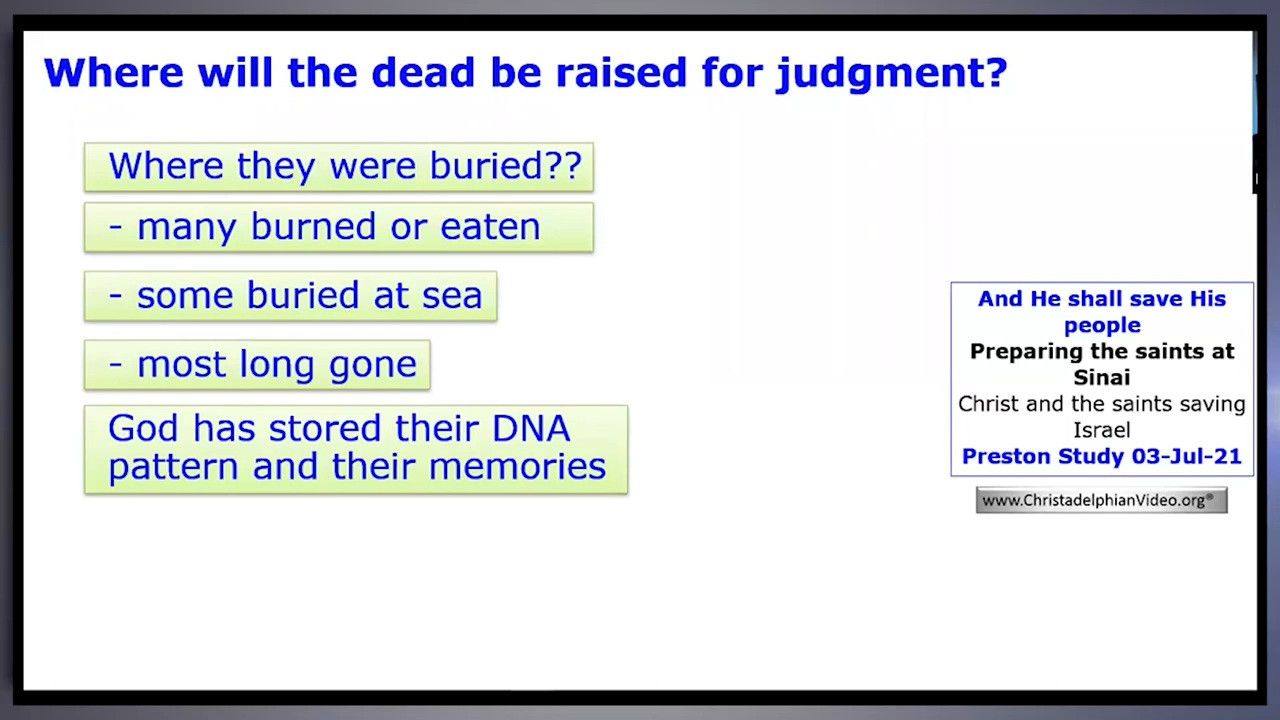 Where will the dead be raised for judgment?
Where they were buried??
- many burned or eaten
- some buried at sea
- most long gone
God has stored their DNA
pattern and their memories
And He shall save His
people
Preparing the saints at
Sinai
Christ and the saints saving
Israel
Preston Study 03-Jul-21
www.ChristadelphianVideo.org®